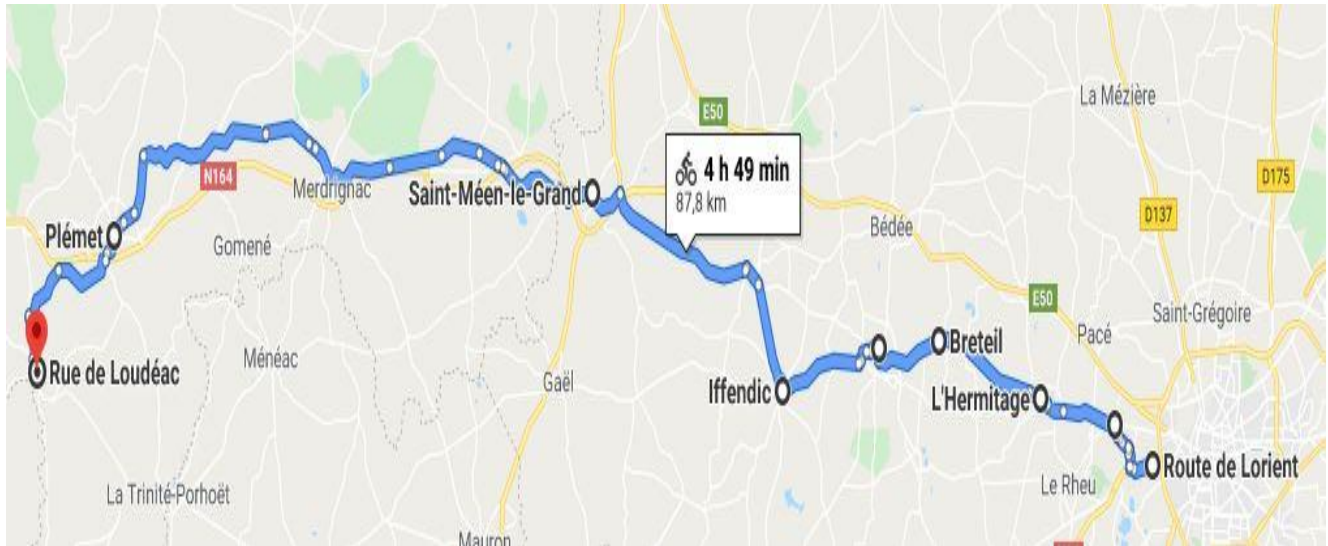 La Mézière
E50
4 h 49 min
87,8 km
D175
N164
Merdrignac
Saint-Méen-le-Grand
D137
Plémet
Gomené
Bédée
E50
Saint-Grégoire
Pacé
Ménéac
Breteil
Rue de Loudéac
Gaël
Iffendic
L'Hermitage
Route de Lorient
La Trinité-Porhoët
Le Rheu
Mauron